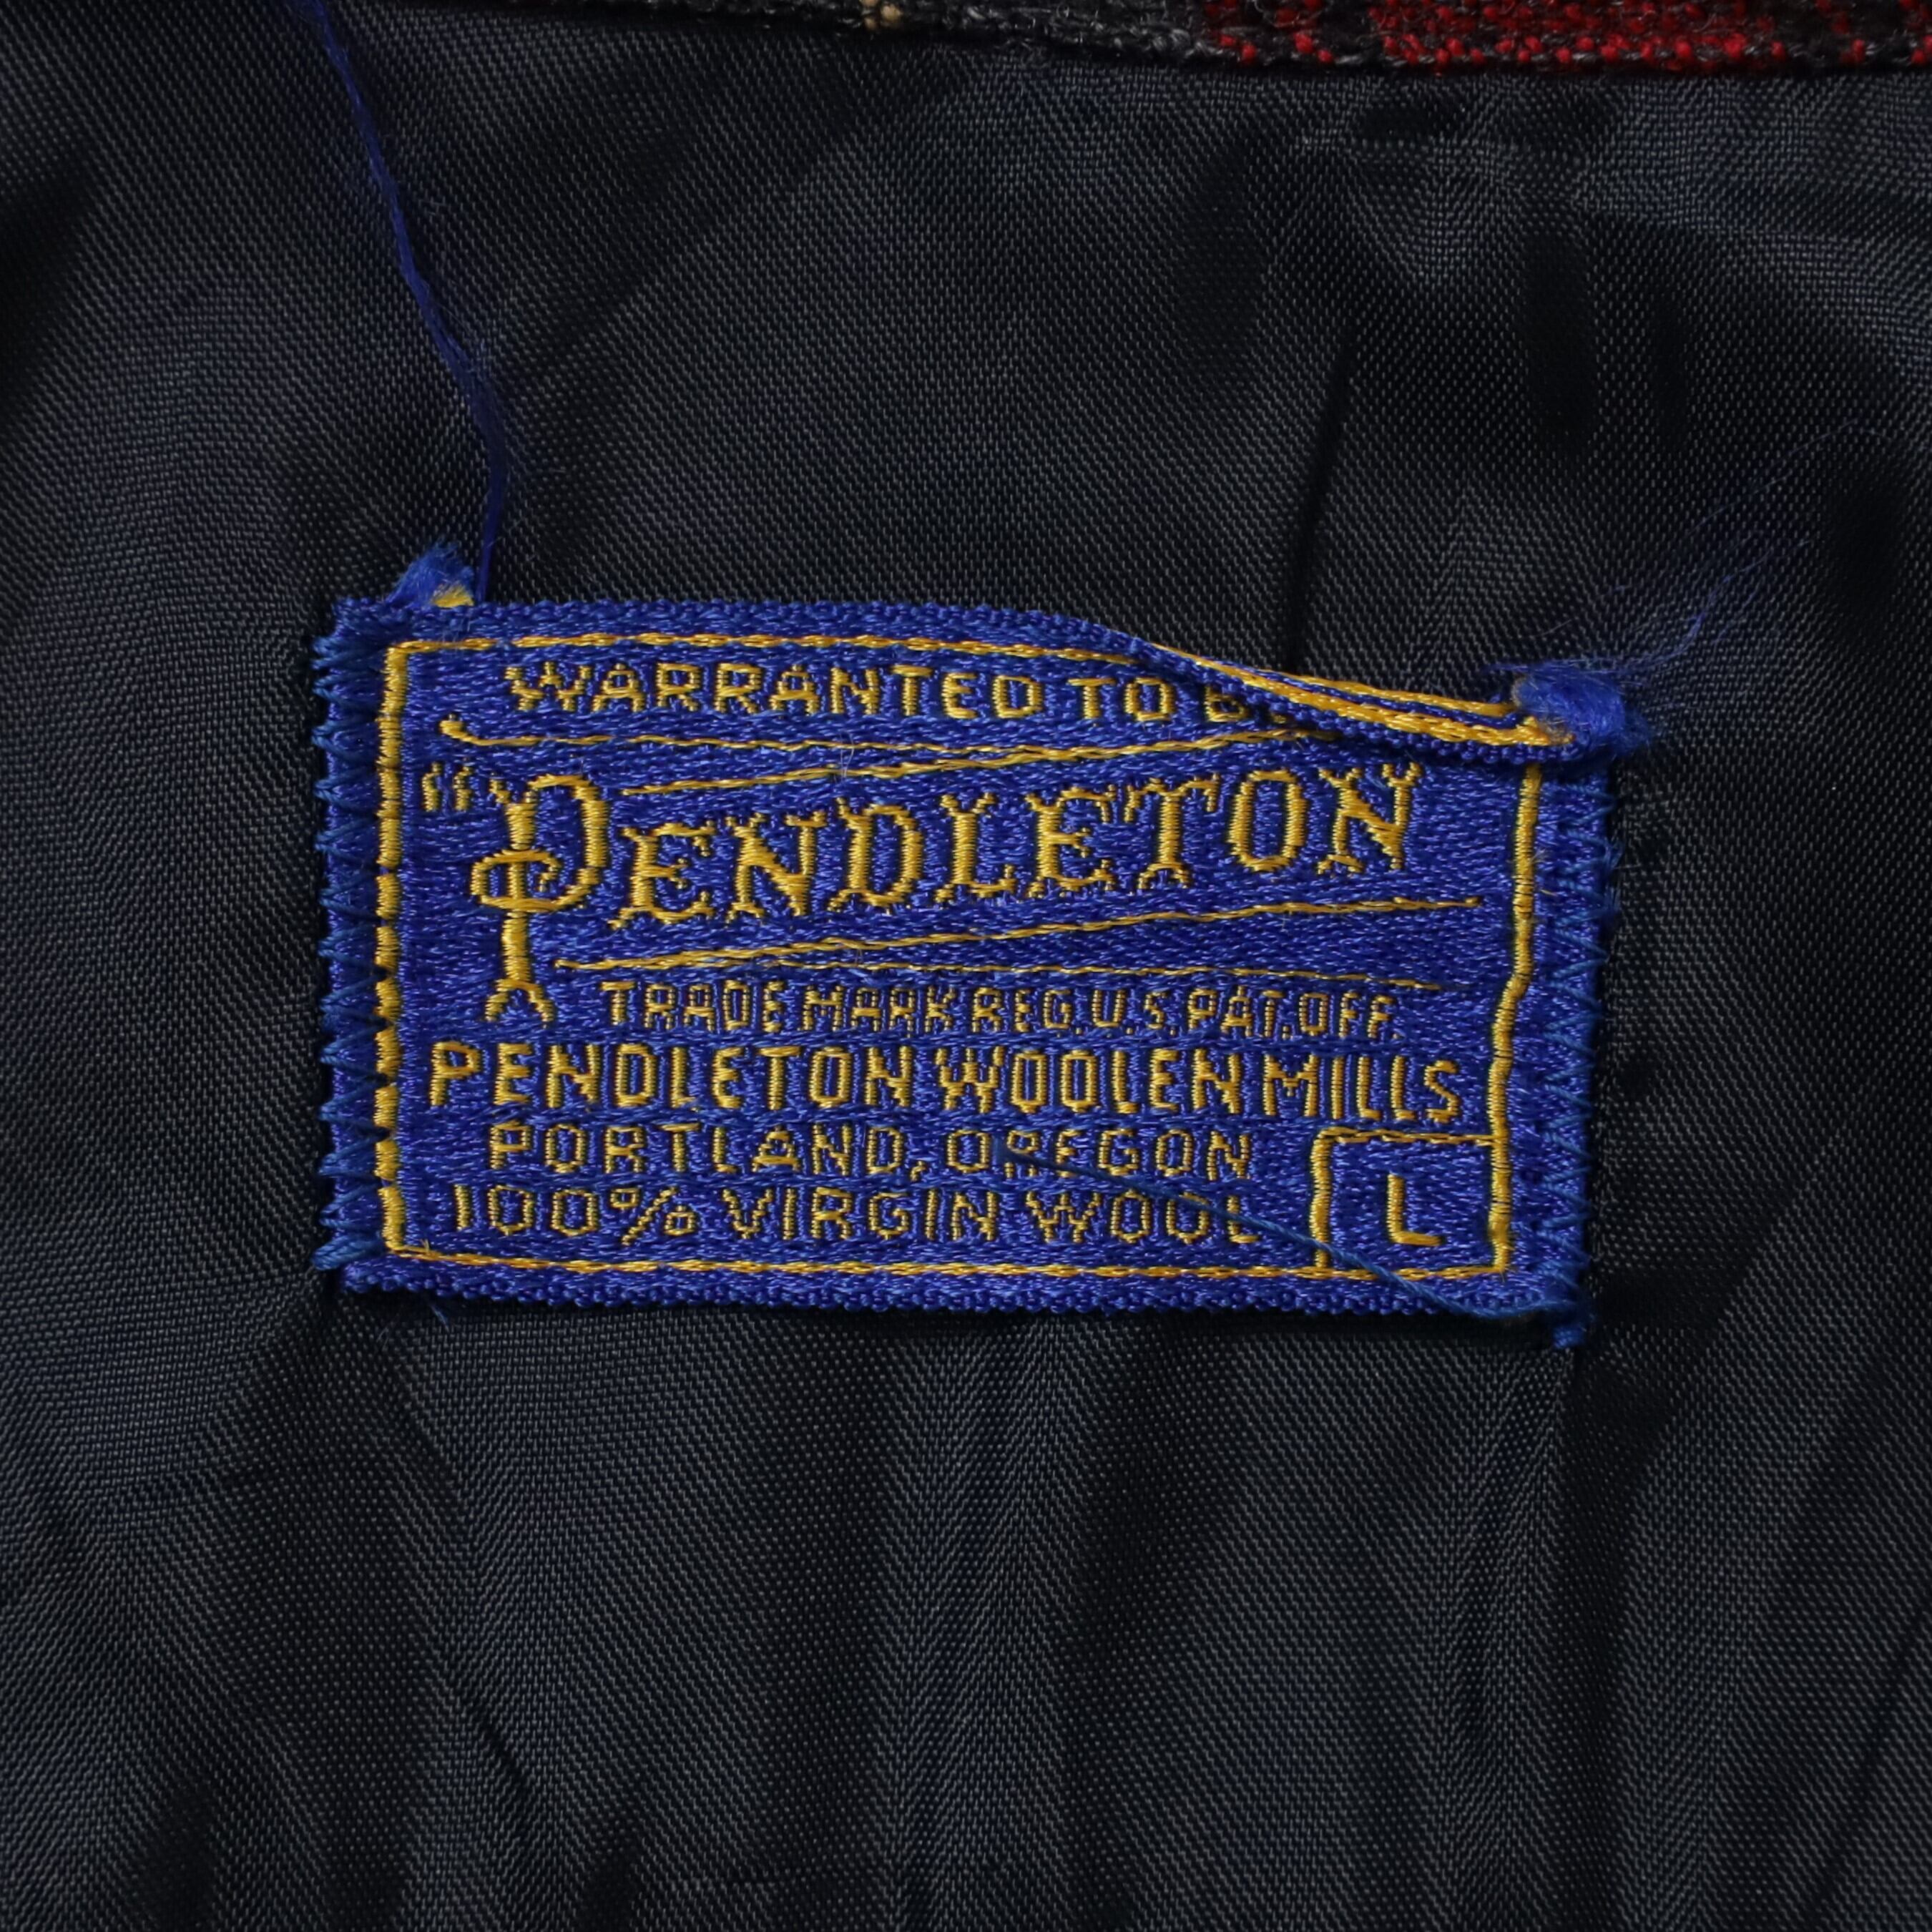 WARRANTED TO BE
"PENDLETON"
TRADE MARK REG. U.S. PAT. OFF.
PENDLETON WOOLEN MILLS
PORTLAND, OREGON
100% VIRGIN WOOL
L